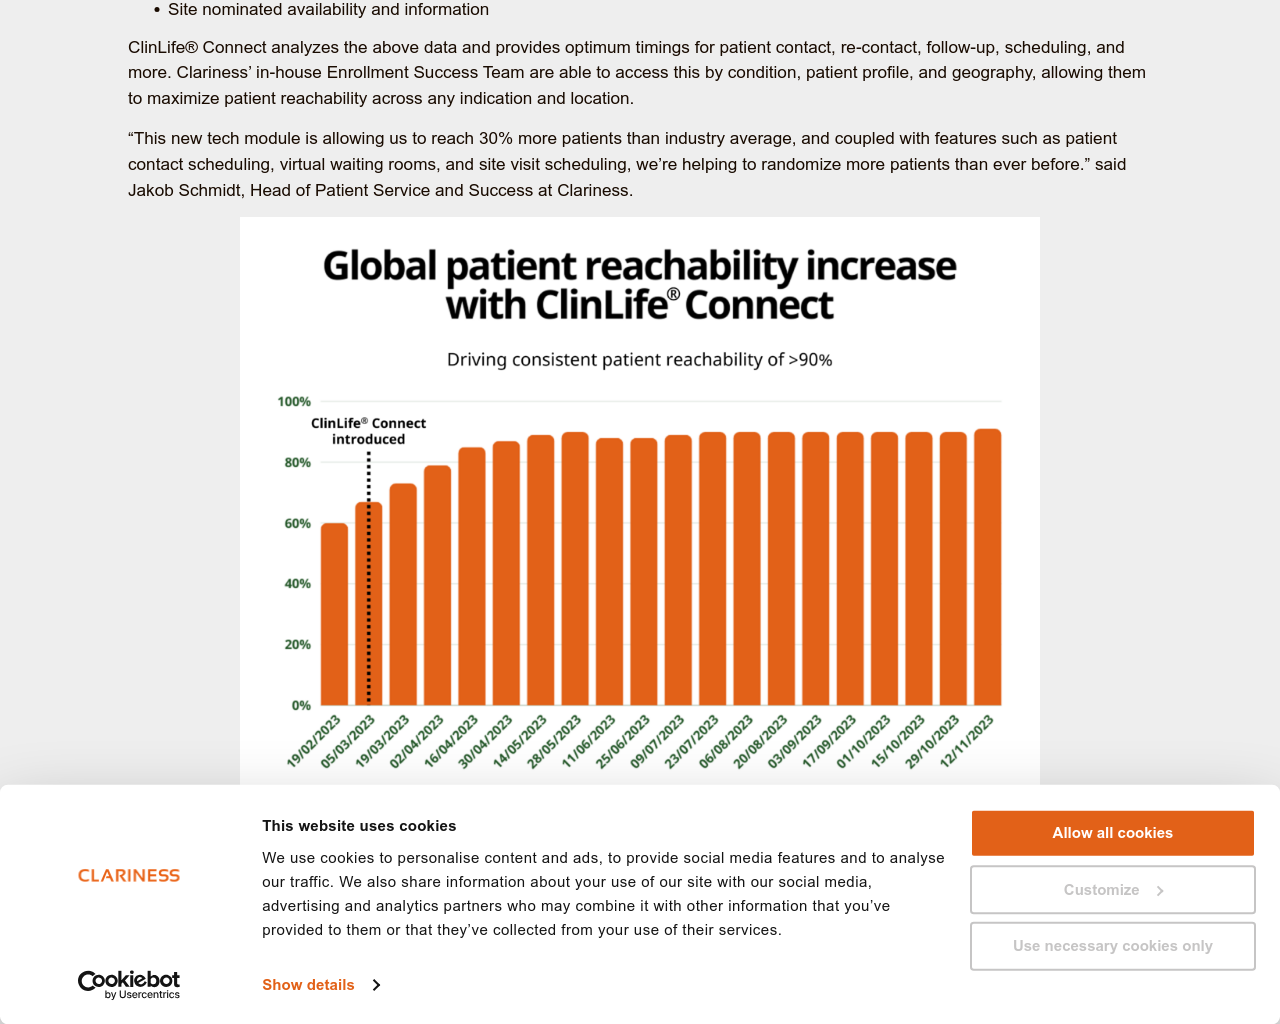 • Site nominated availability and information
ClinLife® Connect analyzes the above data and provides optimum timings for patient contact, re-contact, follow-up, scheduling, and
more. Clariness’ in-house Enrollment Success Team are able to access this by condition, patient profile, and geography, allowing them
to maximize patient reachability across any indication and location.
“This new tech module is allowing us to reach 30% more patients than industry average, and coupled with features such as patient
contact scheduling, virtual waiting rooms, and site visit scheduling, we’re helping to randomize more patients than ever before.” said
Jakob Schmidt, Head of Patient Service and Success at Clariness.
Global patient reachability increase
with ClinLife® Connect
Driving consistent patient reachability of >90%
100%
ClinLife® Connect
introduced
80%
60%
40%
20%
0%
19/02/2023
05/03/2023
19/03/2023
02/04/2023
16/04/2023
30/04/2023
14/05/2023
28/05/2023
11/06/2023
25/06/2023
09/07/2023
23/07/2023
06/08/2023
20/08/2023
03/09/2023
17/09/2023
01/10/2023
15/10/2023
29/10/2023
12/11/2023
CLARINESS
Cookiebot
by Usercentrics
This website uses cookies
We use cookies to personalise content and ads, to provide social media features and to analyse
our traffic. We also share information about your use of our site with our social media,
advertising and analytics partners who may combine it with other information that you’ve
provided to them or that they’ve collected from your use of their services.
Show details
Allow all cookies
Customize
Use necessary cookies only